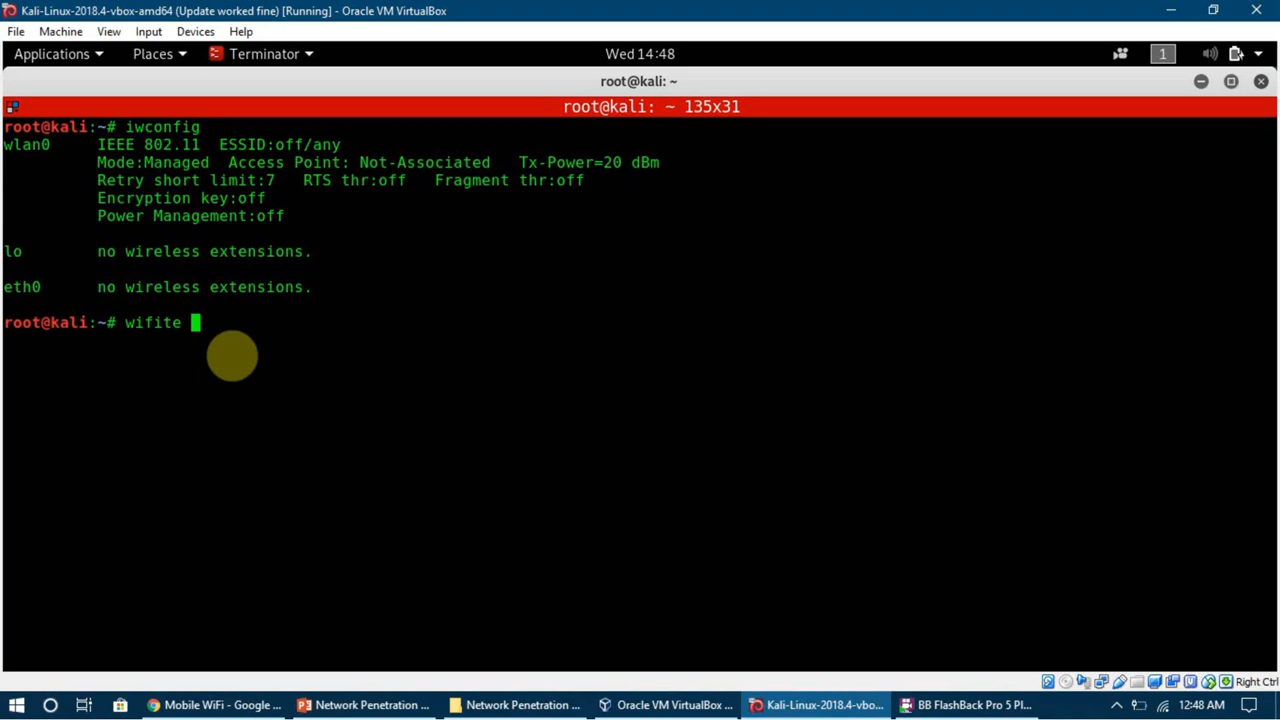 Kali-Linux-2018.4-vbox-amd64 (Update worked fine) [Running] - Oracle VM VirtualBox
File Machine View Input Devices Help
Applications Places Terminator Wed 14:48 1
root@kali: ~
root@kali: ~ 135x31
root@kali:~# iwconfig
wlan0 IEEE 802.11 ESSID:off/any
Mode:Managed Access Point: Not-Associated Tx-Power=20 dBm
Retry short limit:7 RTS thr:off Fragment thr:off
Encryption key:off
Power Management:off
lo no wireless extensions.
eth0 no wireless extensions.
root@kali:~# wifite
Right Ctrl
Mobile WiFi - Google ... Network Penetration ... Network Penetration ... Oracle VM VirtualBox ... Kali-Linux-2018.4-vbo... BB FlashBack Pro 5 Pl... 12:48 AM